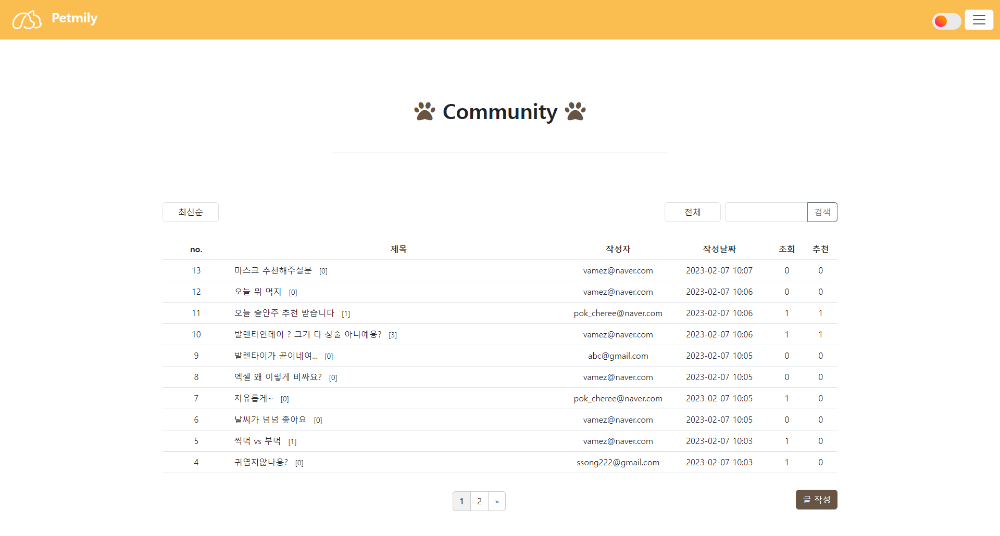 Petmily
Community
최신순 전체 검색
no. 제목 작성자 작성날짜 조회 추천
13 마스크 추천해주실분 [0] vamez@naver.com 2023-02-07 10:07 0 0
12 오늘 뭐 먹지 [0] vamez@naver.com 2023-02-07 10:06 0 0
11 오늘 술안주 추천 받습니다 [1] pok_cheree@naver.com 2023-02-07 10:06 1 1
10 발렌타인데이 ? 그거 다 상술 아니예용? [3] vamez@naver.com 2023-02-07 10:06 1 1
9 발렌타이가 곧이네여... [0] abc@gmail.com 2023-02-07 10:05 0 0
8 엑셀 왜 이렇게 비싸요? [0] vamez@naver.com 2023-02-07 10:05 0 0
7 자유롭게~ [0] pok_cheree@naver.com 2023-02-07 10:05 1 0
6 날씨가 넘넘 좋아요 [0] vamez@naver.com 2023-02-07 10:05 0 0
5 찍먹 vs 부먹 [1] vamez@naver.com 2023-02-07 10:03 1 0
4 귀엽지않나용? [0] ssong222@gmail.com 2023-02-07 10:03 1 0
1 2 » 글 작성